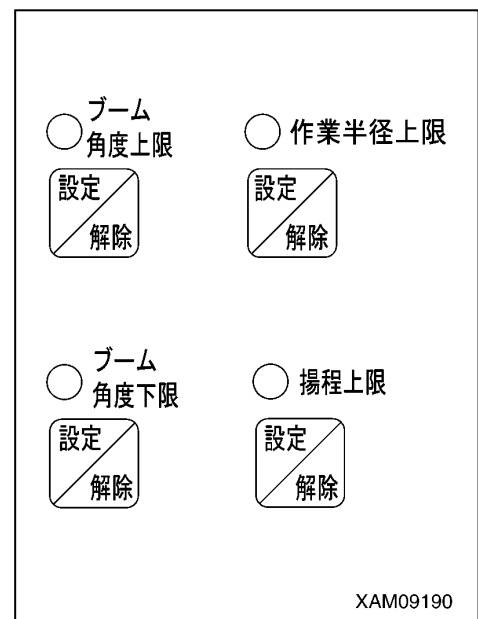 ブーム
角度上限
作業半径上限
設定
解除
設定
解除
ブーム
角度下限
揚程上限
設定
解除
設定
解除
XAM09190